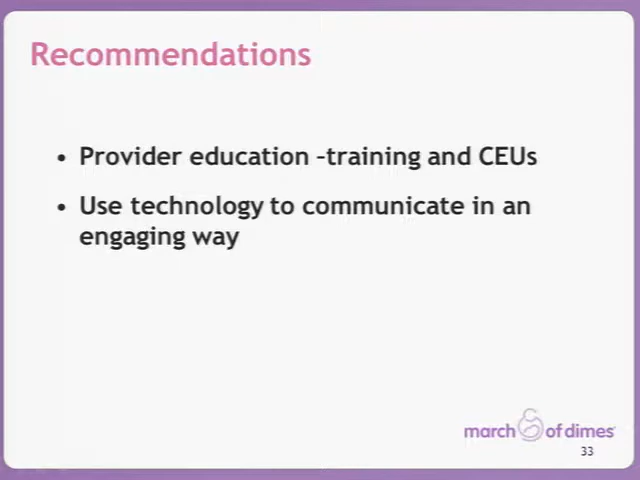 Recommendations
• Provider education –training and CEUs
• Use technology to communicate in an
engaging way
march of dimes
33